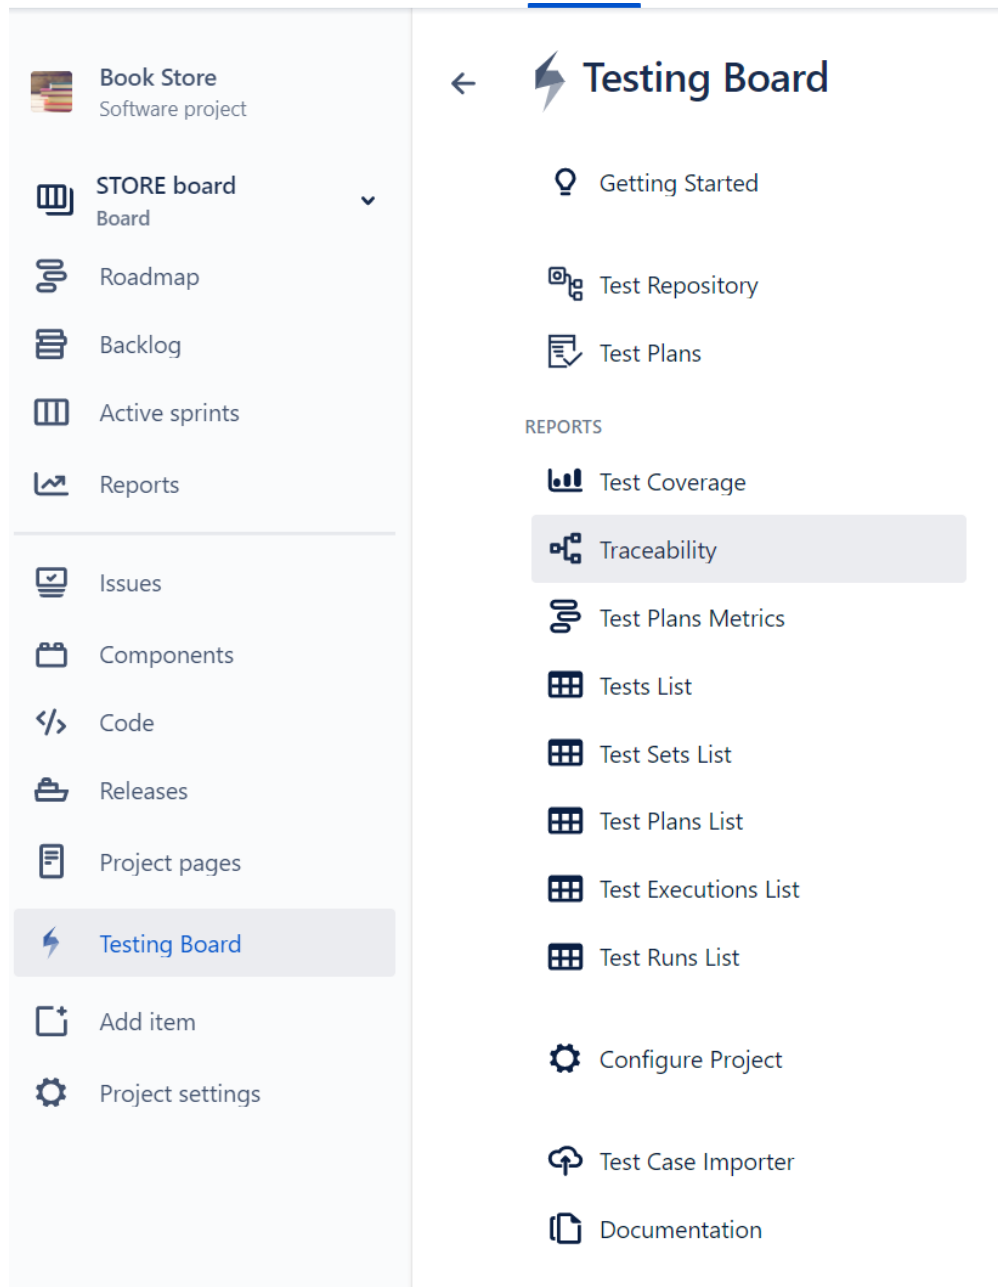 Book Store
Software project
STORE board
Board
Roadmap
Backlog
Active sprints
Reports
Issues
Components
Code
Releases
Project pages
Testing Board
Add item
Project settings
Testing Board
Getting Started
Test Repository
Test Plans
REPORTS
Test Coverage
Traceability
Test Plans Metrics
Tests List
Test Sets List
Test Plans List
Test Executions List
Test Runs List
Configure Project
Test Case Importer
Documentation